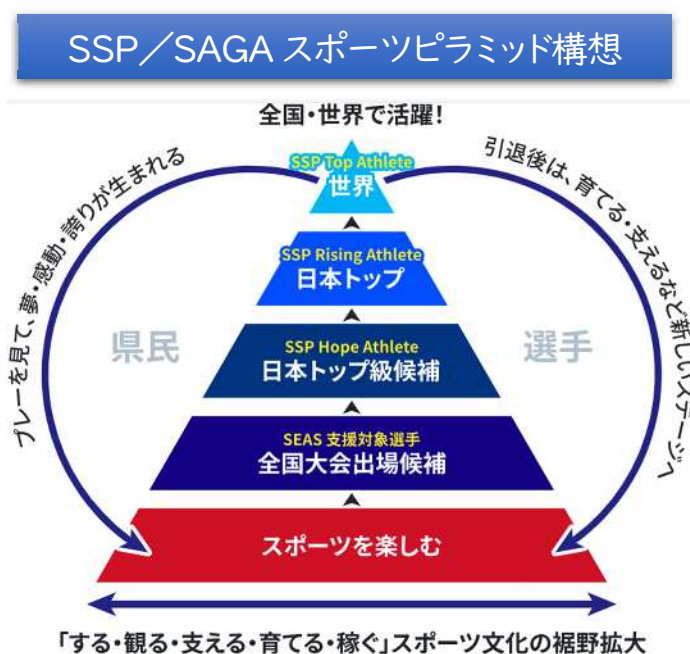 SSP／SAGA スポーツピラミッド構想
全国・世界で活躍！
SSP Top Athlete
世界
SSP Rising Athlete
日本トップ
SSP Hope Athlete
日本トップ級候補
SEAS 支援対象選手
全国大会出場候補
スポーツを楽しむ
県民
選手
プレーを見て、夢・感動・誇りが生まれる
引退後は、育てる・支えるなど新しいステージへ
「する・観る・支える・育てる・稼ぐ」スポーツ文化の裾野拡大